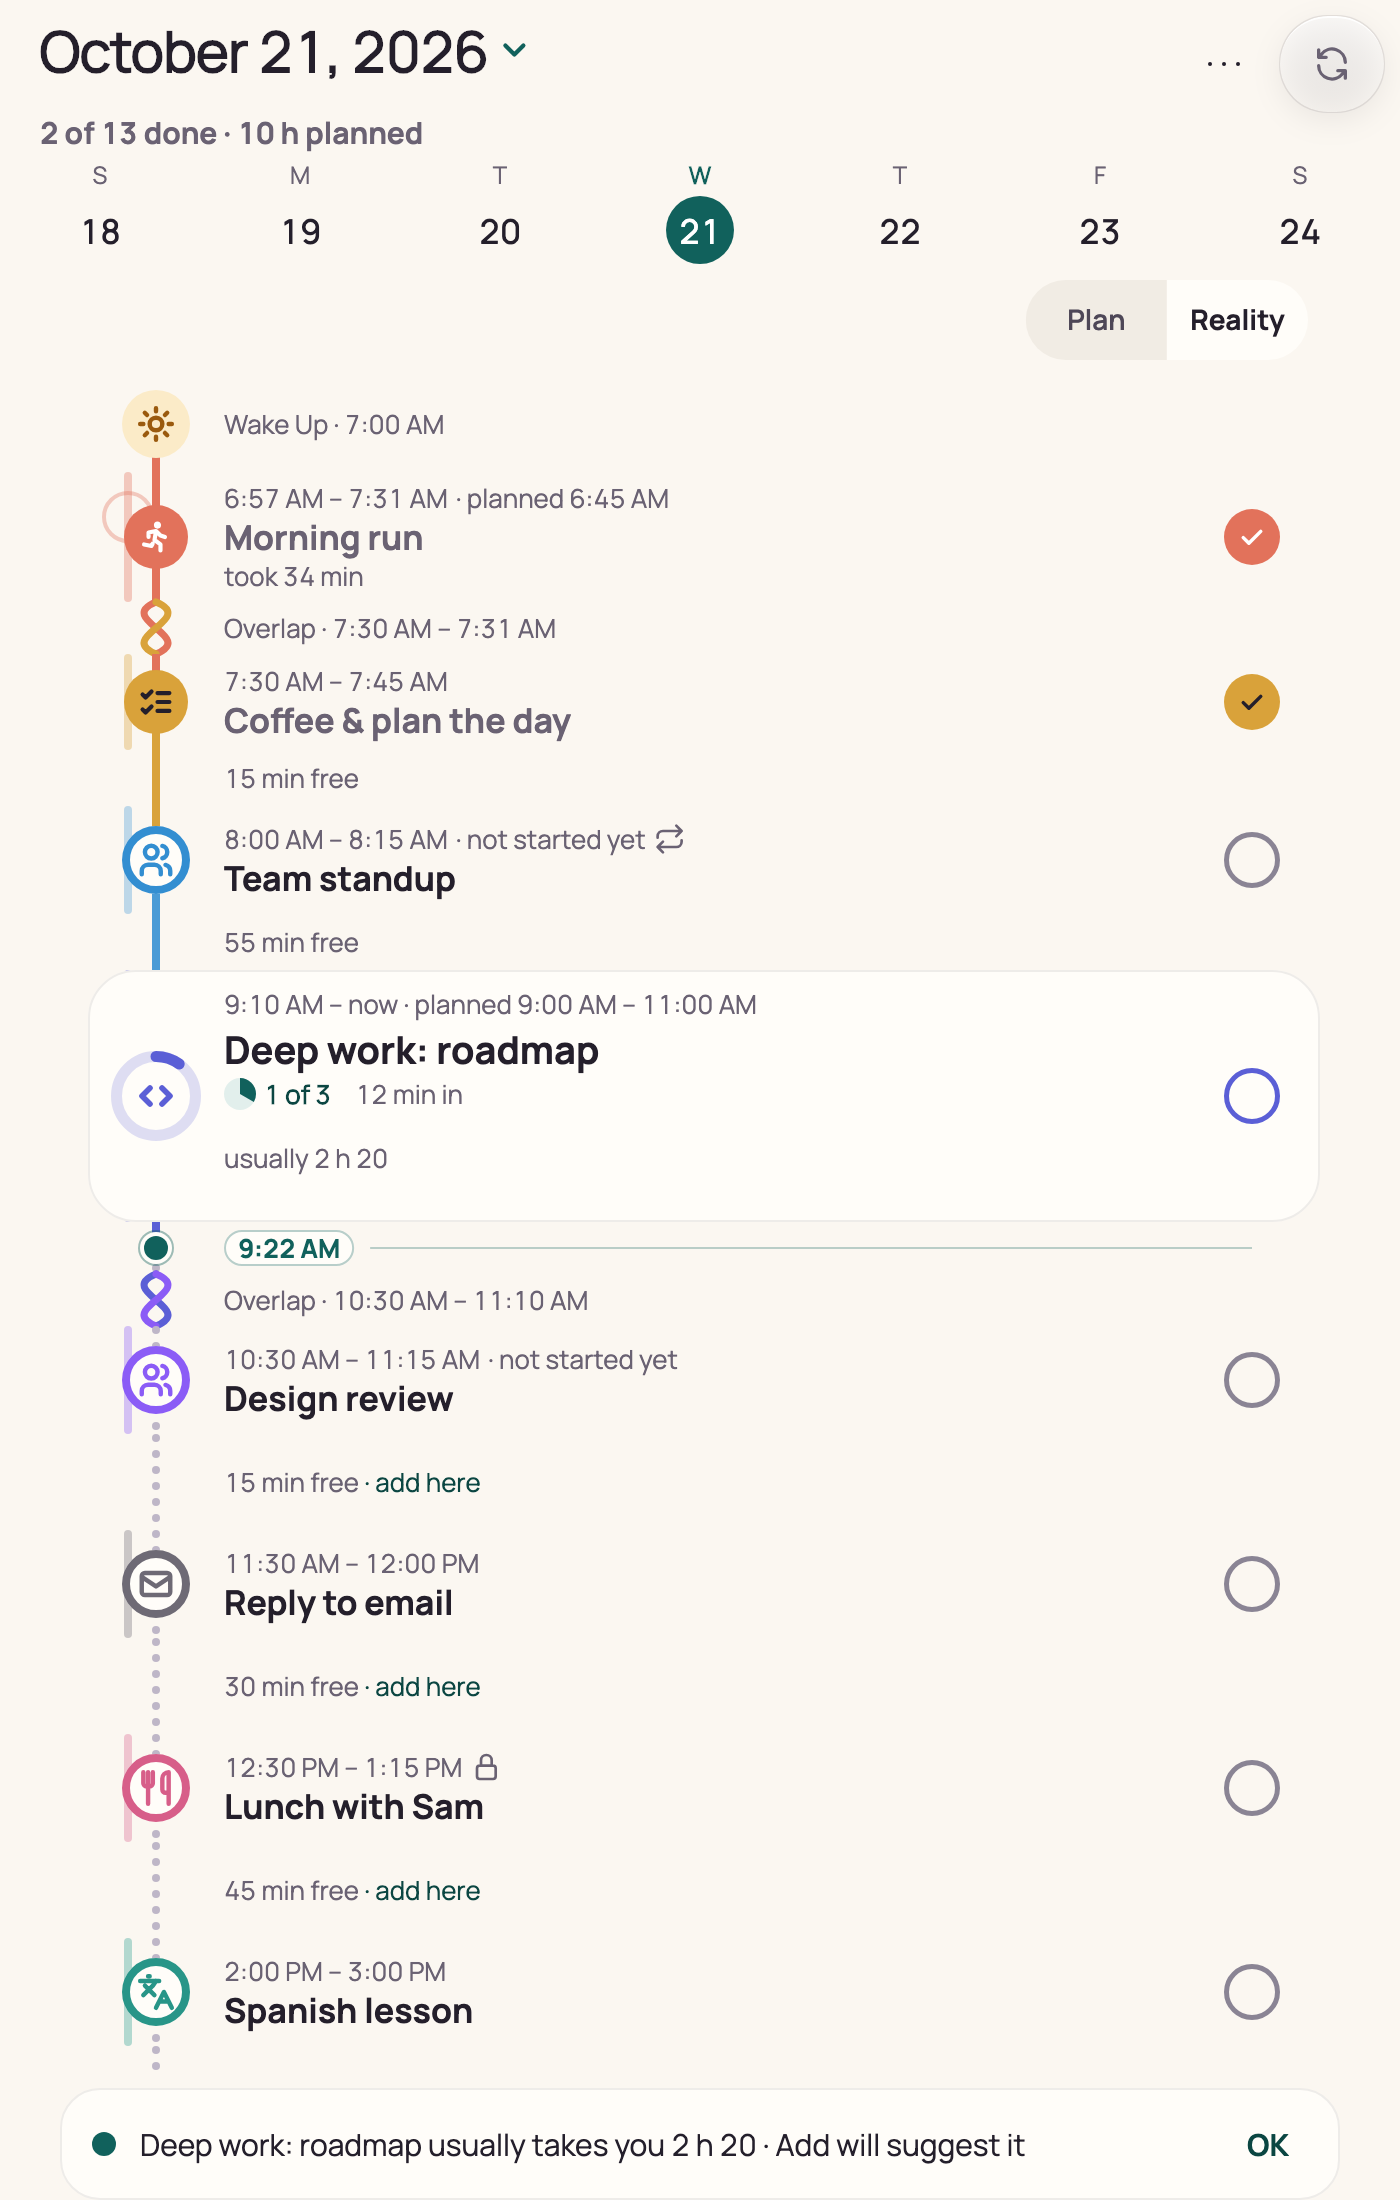 October 21, 2026
...
2 of 13 done · 10 h planned
S M T W T F S
18 19 20 21 22 23 24
Plan Reality
Wake Up · 7:00 AM
6:57 AM – 7:31 AM · planned 6:45 AM
Morning run
took 34 min
Overlap · 7:30 AM – 7:31 AM
7:30 AM – 7:45 AM
Coffee & plan the day
15 min free
8:00 AM – 8:15 AM · not started yet
Team standup
55 min free
9:10 AM – now · planned 9:00 AM – 11:00 AM
Deep work: roadmap
1 of 3 12 min in
usually 2 h 20
9:22 AM
Overlap · 10:30 AM – 11:10 AM
10:30 AM – 11:15 AM · not started yet
Design review
15 min free · add here
11:30 AM – 12:00 PM
Reply to email
30 min free · add here
12:30 PM – 1:15 PM
Lunch with Sam
45 min free · add here
2:00 PM – 3:00 PM
Spanish lesson
Deep work: roadmap usually takes you 2 h 20 · Add will suggest it OK